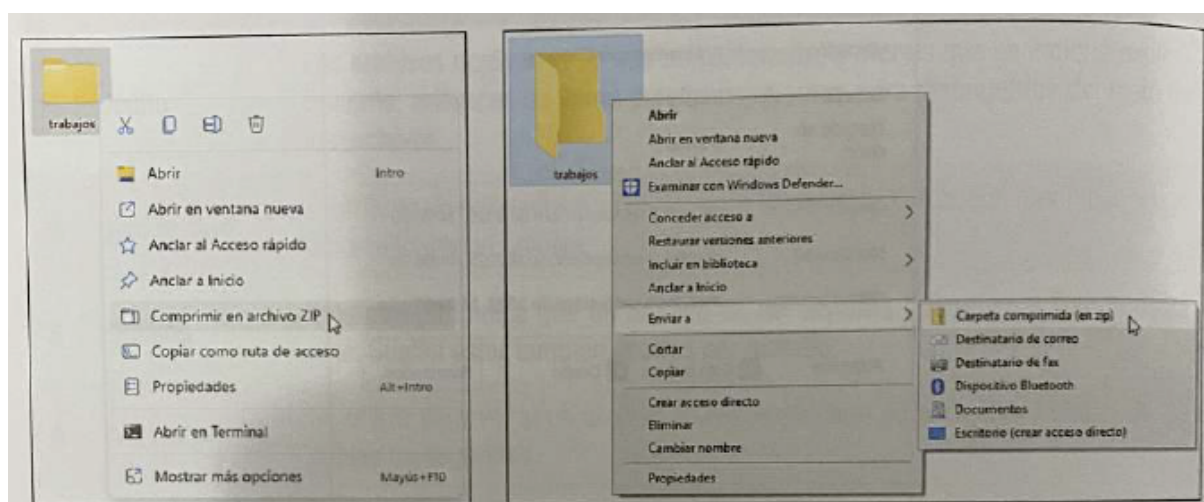 trabajos
Abrir Intro
Abrir en ventana nueva
Anclar al Acceso rápido
Anclar a Inicio
Comprimir en archivo ZIP
Copiar como ruta de acceso
Propiedades Alt+Intro
Abrir en Terminal
Mostrar más opciones Mayús+F10
trabajos
Abrir
Abrir en ventana nueva
Anclar al Acceso rápido
Examinar con Windows Defender...
Conceder acceso a
Restaurar versiones anteriores
Incluir en biblioteca
Anclar a Inicio
Enviar a
Cortar
Copiar
Crear acceso directo
Eliminar
Cambiar nombre
Propiedades
Carpeta comprimida (en zip)
Destinatario de correo
Destinatario de fax
Dispositivo Bluetooth
Documentos
Escritorio (crear acceso directo)